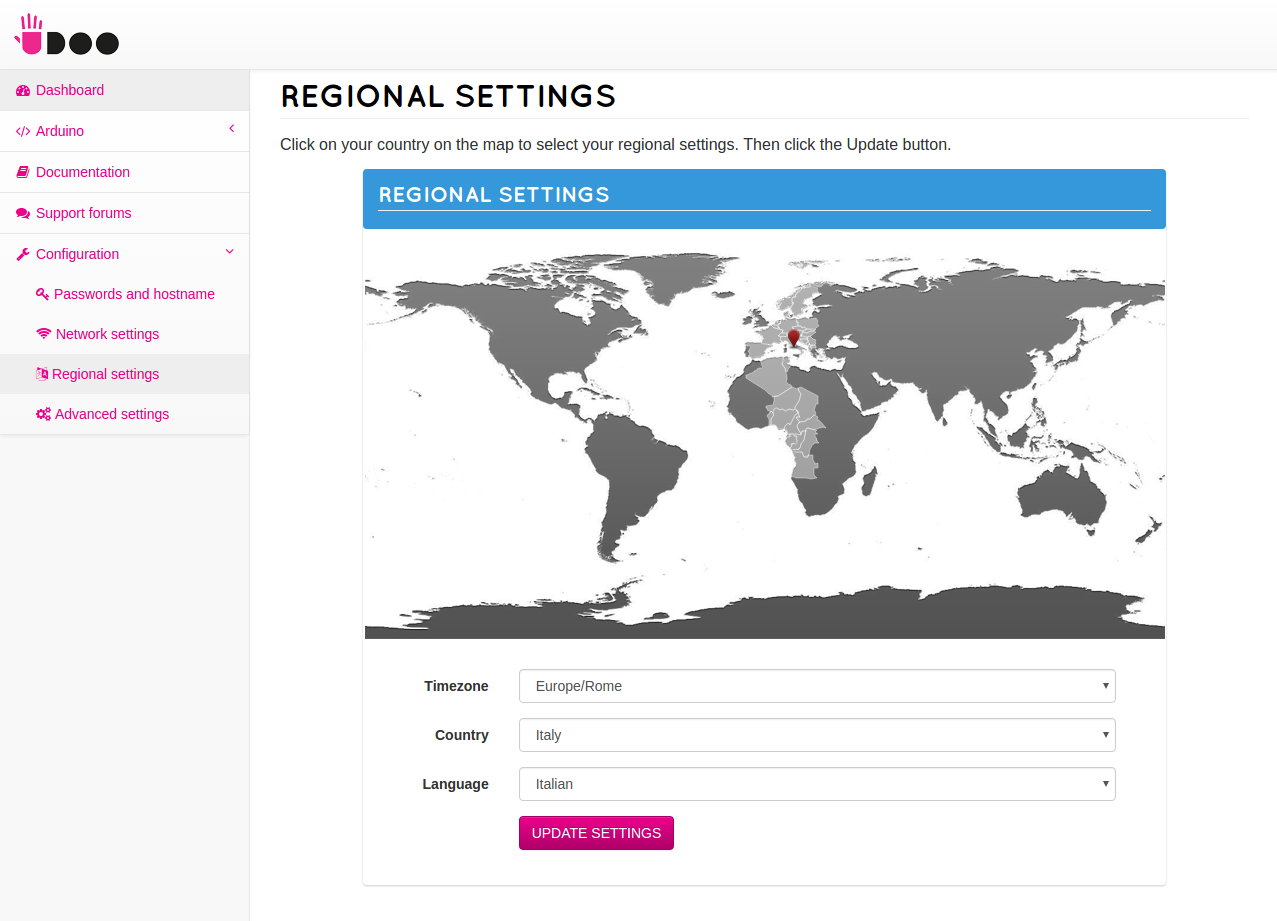 UDOO
Dashboard
Arduino
Documentation
Support forums
Configuration
Passwords and hostname
Network settings
Regional settings
Advanced settings
REGIONAL SETTINGS
Click on your country on the map to select your regional settings. Then click the Update button.
REGIONAL SETTINGS
Timezone Europe/Rome
Country Italy
Language Italian
UPDATE SETTINGS